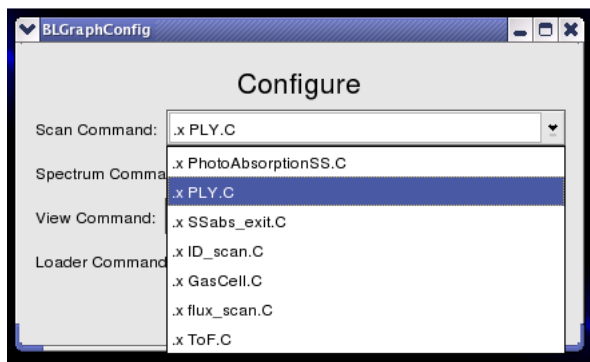 BLGraphConfig
Configure
Scan Command: .x PLY.C
.x PhotoAbsorptionSS.C
Spectrum Comma
.x PLY.C
View Command:
.x SSabs_exit.C
Loader Command
.x ID_scan.C
.x GasCell.C
.x flux_scan.C
.x ToF.C